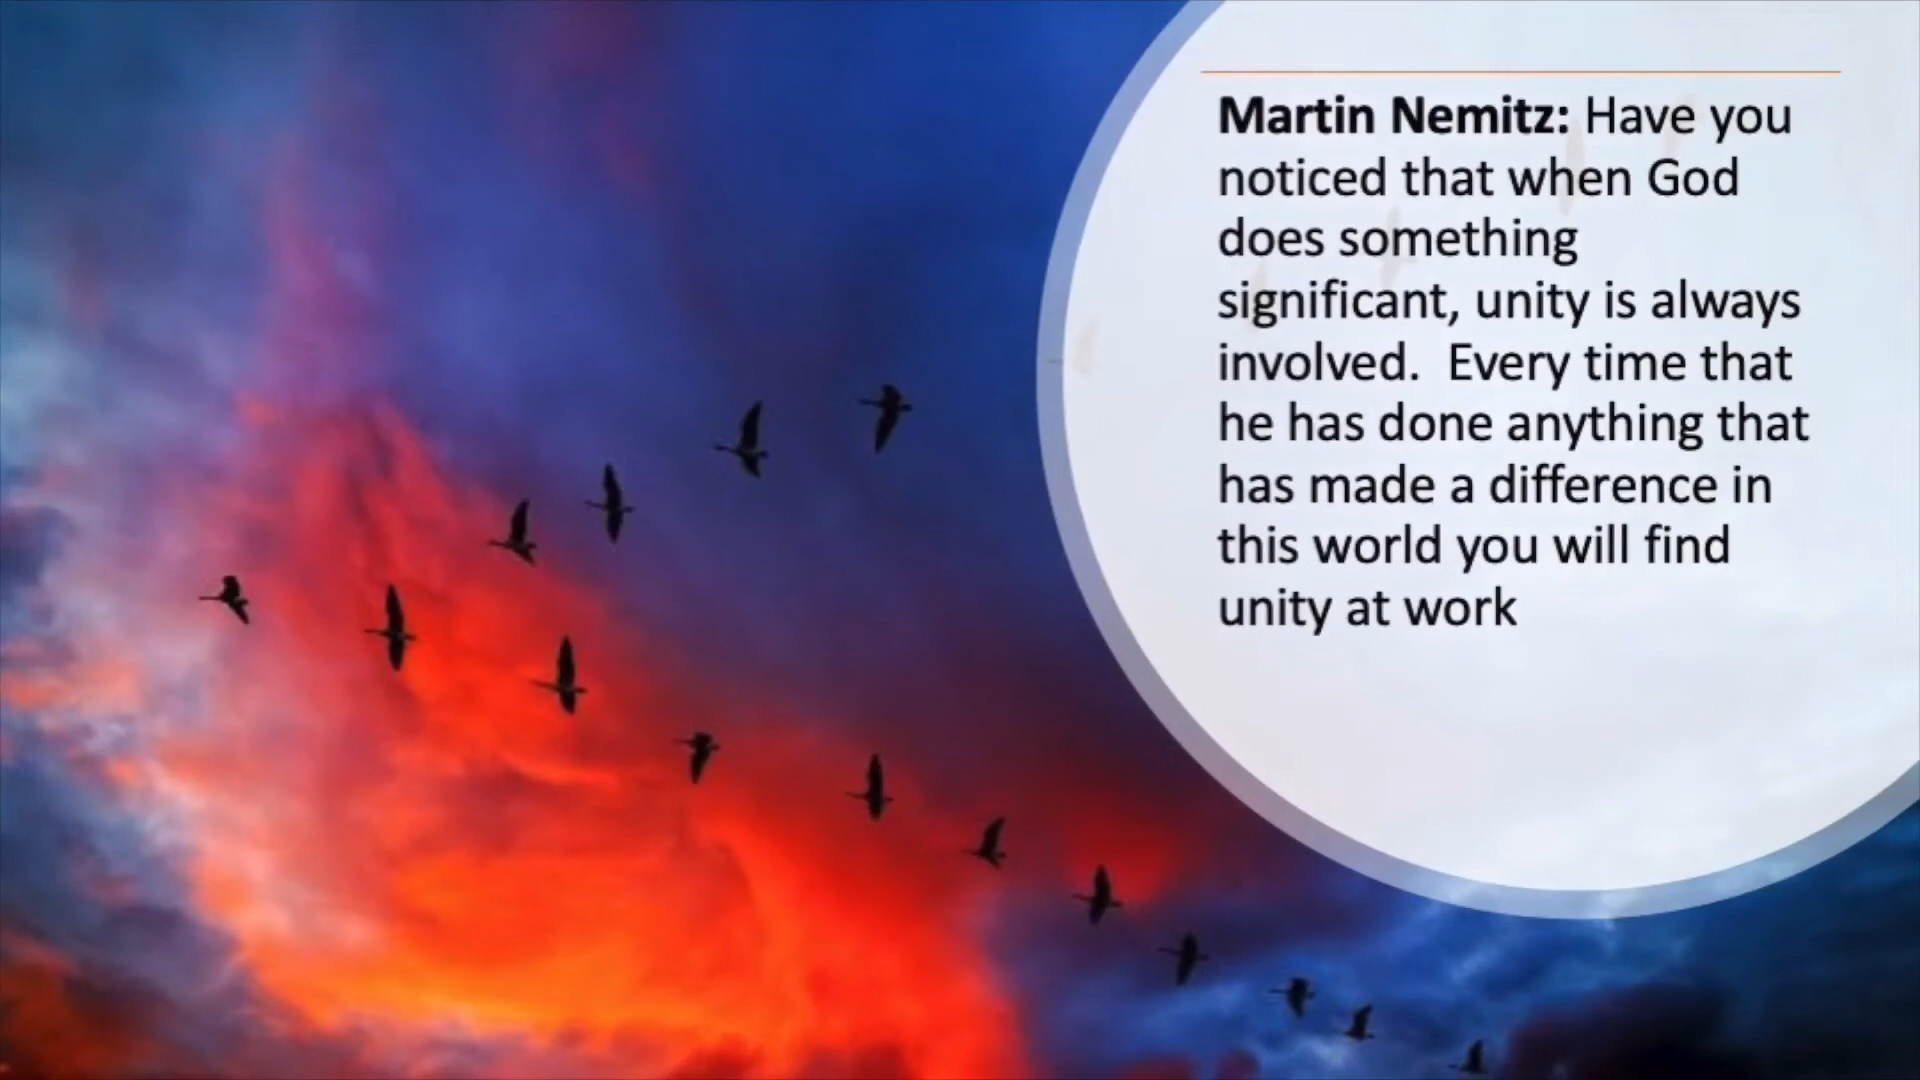 Martin Nemitz: Have you
noticed that when God
does something
significant, unity is always
involved.  Every time that
he has done anything that
has made a difference in
this world you will find
unity at work